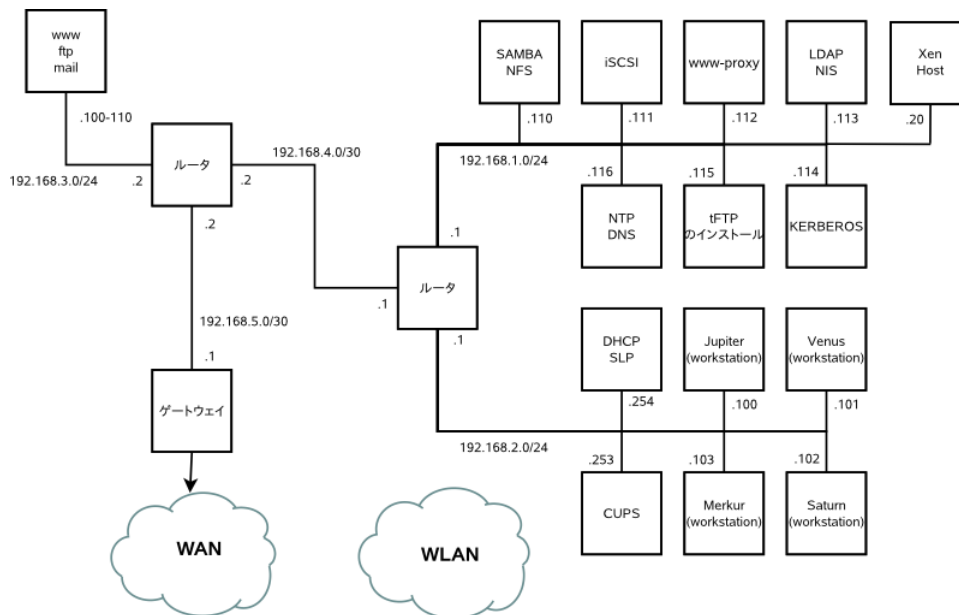 www
ftp
mail
SAMBA
NFS
iSCSI
www-proxy
LDAP
NIS
Xen
Host
.100-110
.110
.111
.112
.113
.20
192.168.4.0/30
192.168.1.0/24
ルータ
192.168.3.0/24
.2
.2
.2
.116
.115
.114
NTP
DNS
tFTP
のインストール
KERBEROS
.1
ルータ
.1
.1
192.168.5.0/30
.1
ゲートウェイ
DHCP
SLP
Jupiter
(workstation)
Venus
(workstation)
.254
.100
.101
192.168.2.0/24
.253
.103
.102
CUPS
Merkur
(workstation)
Saturn
(workstation)
WAN
WLAN